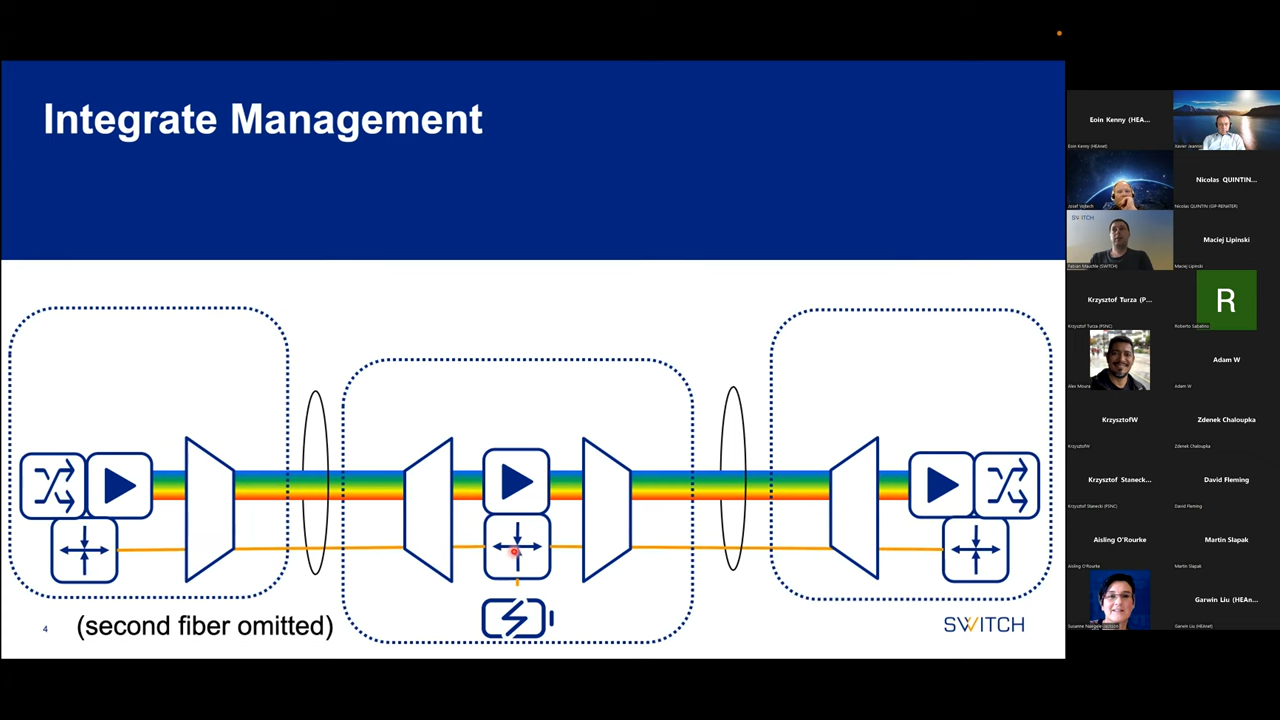 Integrate Management
4
(second fiber omitted)
SWITCH
Eoin Kenny (HEA...
Eoin Kenny (HEAnet)
Xavier Jeannin
Josef Vojtech
Nicolas QUINTIN...
Nicolas QUINTIN (GIP-RENATER)
SWITCH
Fabian Mauchle (SWITCH)
Maciej Lipinski
Maciej Lipinski
Krzysztof Turza (P...
Krzysztof Turza (PSNC)
R
Roberto Sabatino
Alex Moura
Adam W
Adam W
KrzysztofW
KrzysztofW
Zdenek Chaloupka
Zdenek Chaloupka
Krzysztof Staneck...
Krzysztof Stanecki (PSNC)
David Fleming
David Fleming
Aisling O'Rourke
Aisling O'Rourke
Martin Slapak
Martin Slapak
Susanne Naegele-Jackson
Garwin Liu (HEAn...
Garwin Liu (HEAnet)